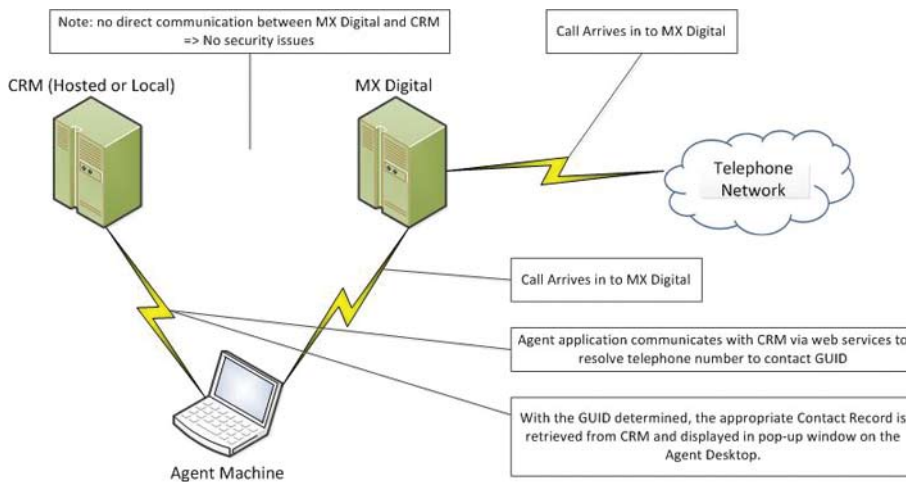 Note: no direct communication between MX Digital and CRM
=> No security issues
Call Arrives in to MX Digital
CRM (Hosted or Local)
MX Digital
Telephone
Network
Call Arrives in to MX Digital
Agent application communicates with CRM via web services to
resolve telephone number to contact GUID
With the GUID determined, the appropriate Contact Record is
retrieved from CRM and displayed in pop-up window on the
Agent Desktop.
Agent Machine